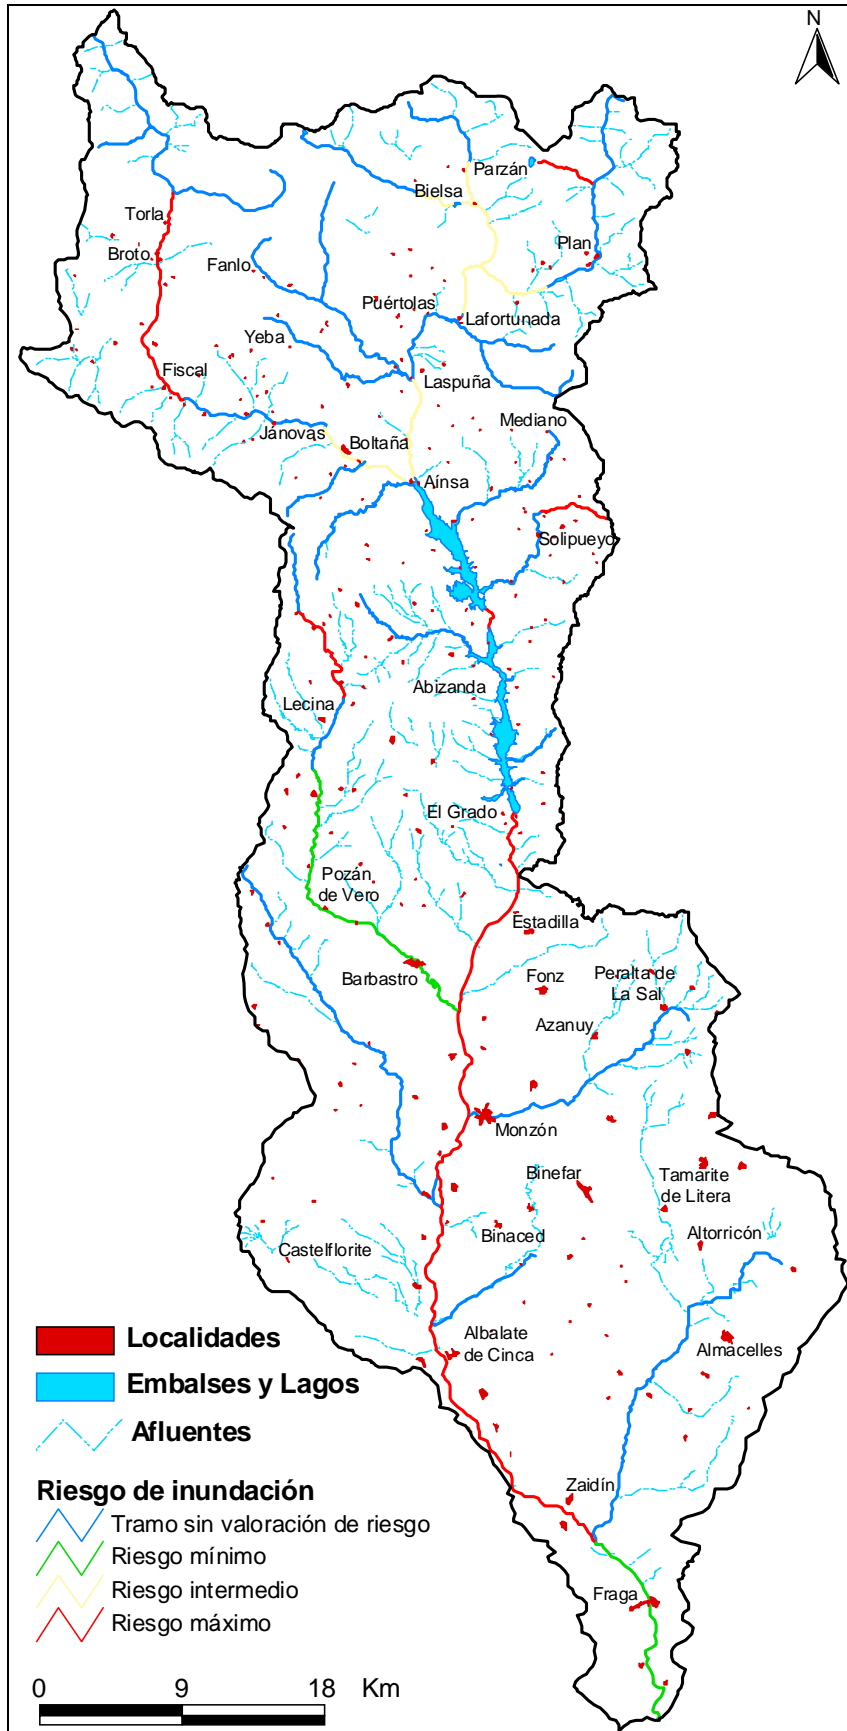 N
Parzán
Bielsa
Torla
Plan
Broto
Fanlo
Puértolas
Lafortunada
Yeba
Fiscal
Laspuña
Mediano
Jánovas
Boltaña
Aínsa
Solipueyo
Abizanda
Lecina
El Grado
Pozán
de Vero
Estadilla
Barbastro
Fonz
Peralta de
La Sal
Azanuy
Monzón
Binefar
Tamarite
de Litera
Binaced
Altorricón
Castelflorite
Albalate
de Cinca
Almacelles
Zaidín
Fraga
Localidades
Embalses y Lagos
Afluentes
Riesgo de inundación
Tramo sin valoración de riesgo
Riesgo mínimo
Riesgo intermedio
Riesgo máximo
0 9 18 Km